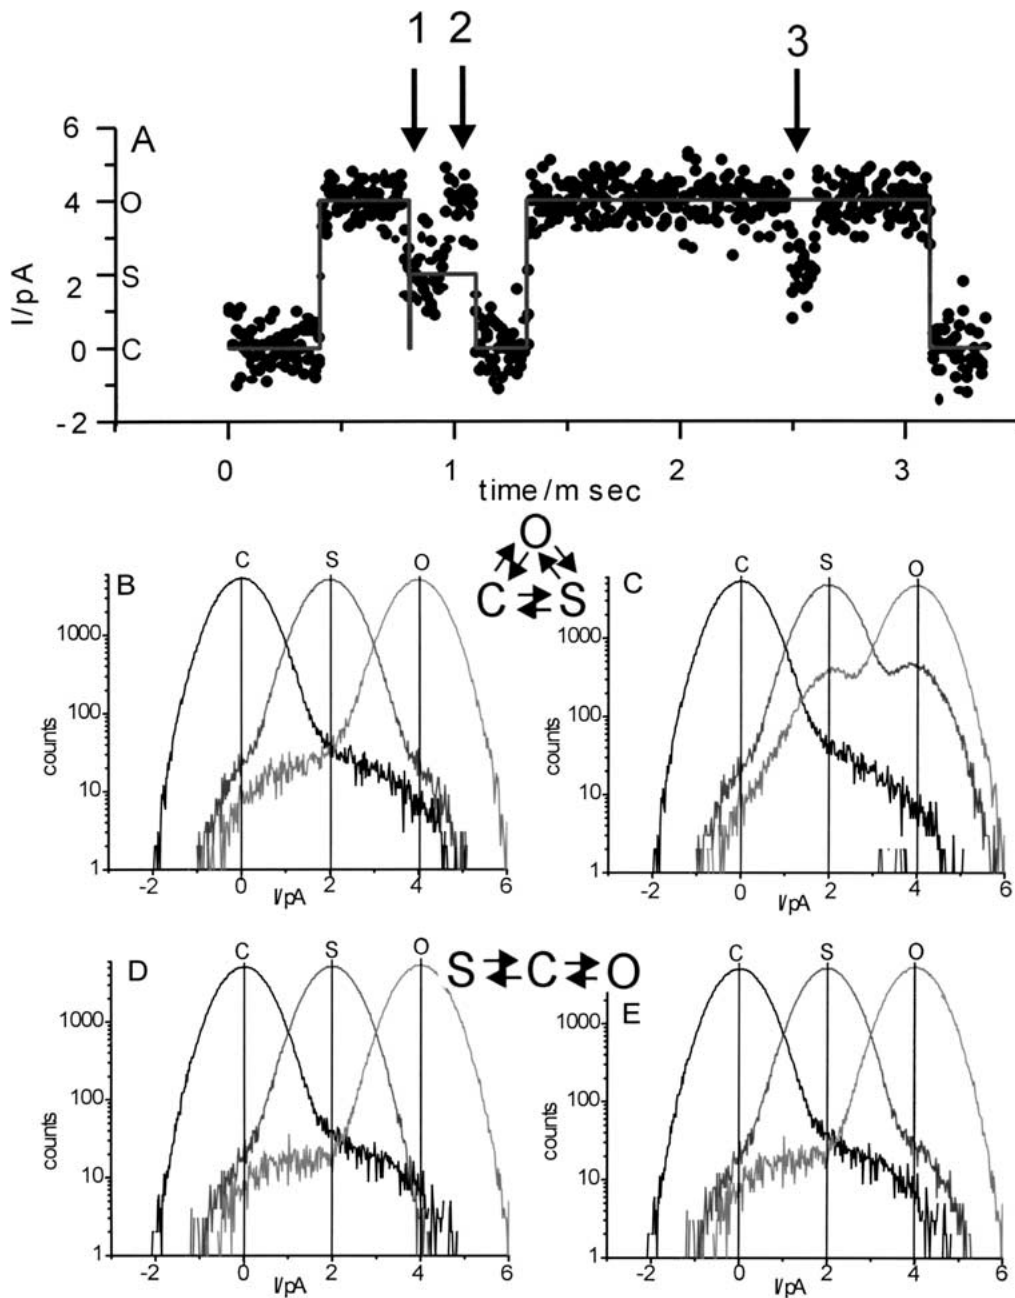 1 2 3
6 A
4 O
2 S
0 C
-2
I/pA
0 1 2 3
time/m sec
O
C S
B C S O
1000
100
10
1
counts
-2 0 2 4 6
I/pA
C C S O
1000
100
10
1
counts
-2 0 2 4 6
I/pA
S C O
D C S O
1000
100
10
1
counts
-2 0 2 4 6
I/pA
C S O
E
1000
100
10
1
counts
-2 0 2 4 6
I/pA